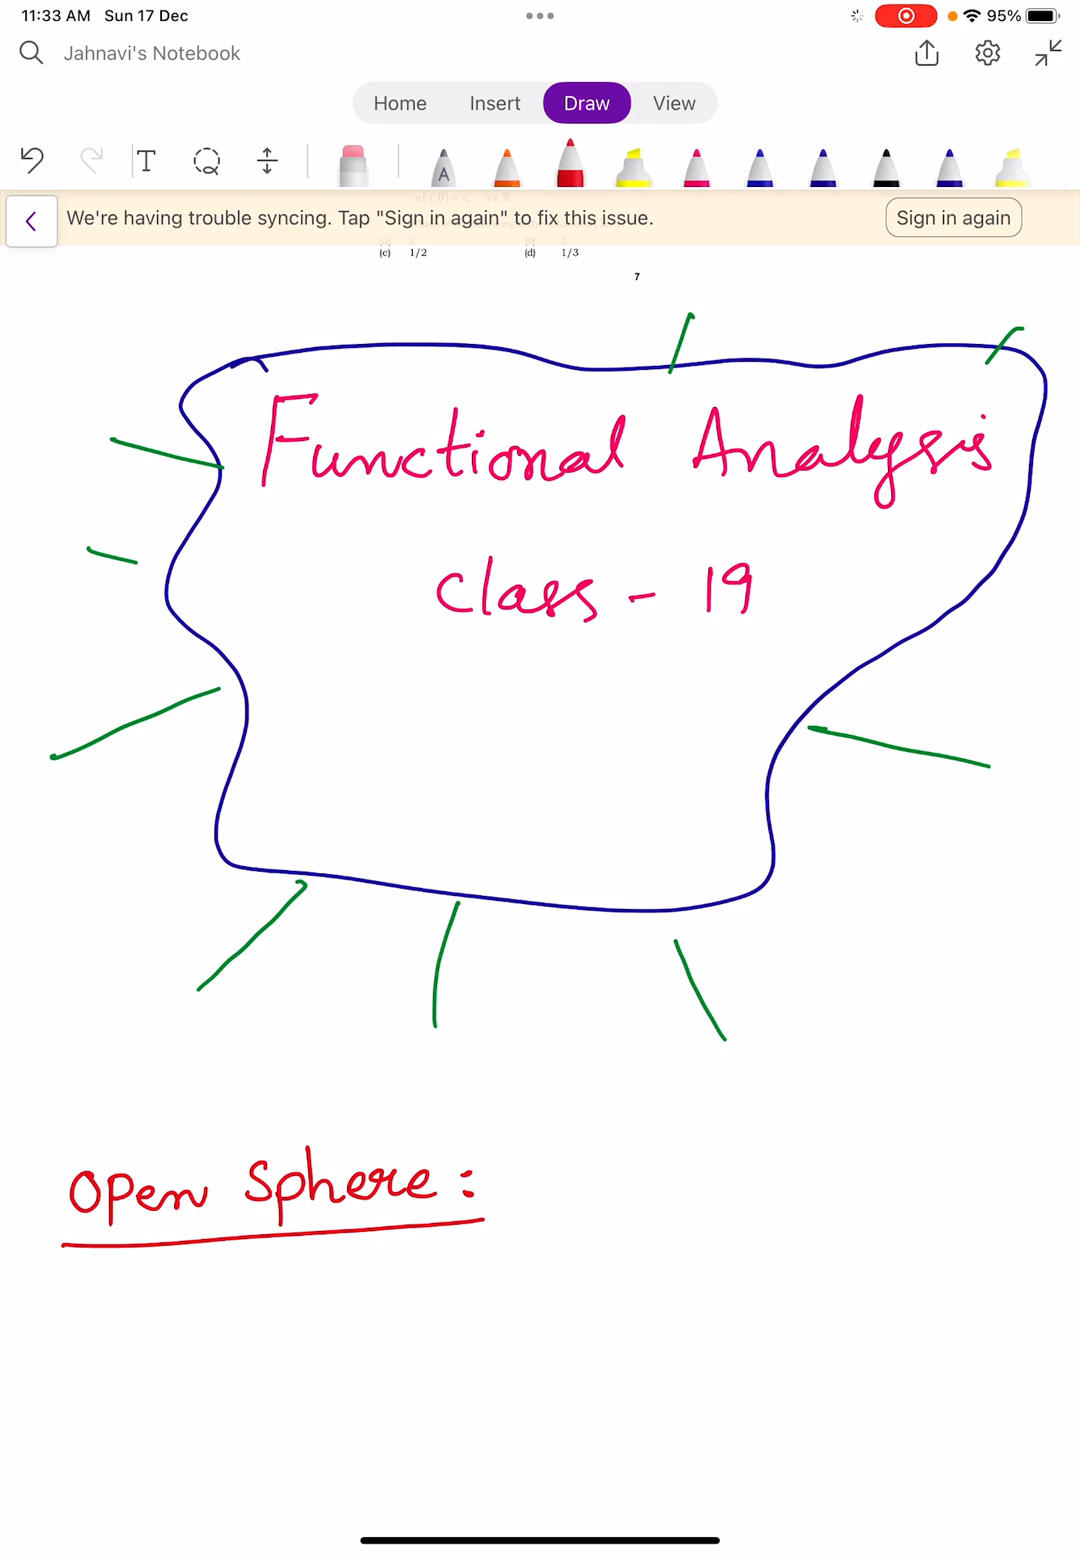 11:33 AM Sun 17 Dec
95%
Jahnavi's Notebook
Home Insert Draw View
T
A
We're having trouble syncing. Tap "Sign in again" to fix this issue. Sign in again
(c) 1/2 (d) 1/3
7
Functional Analysis
class - 19
Open Sphere :